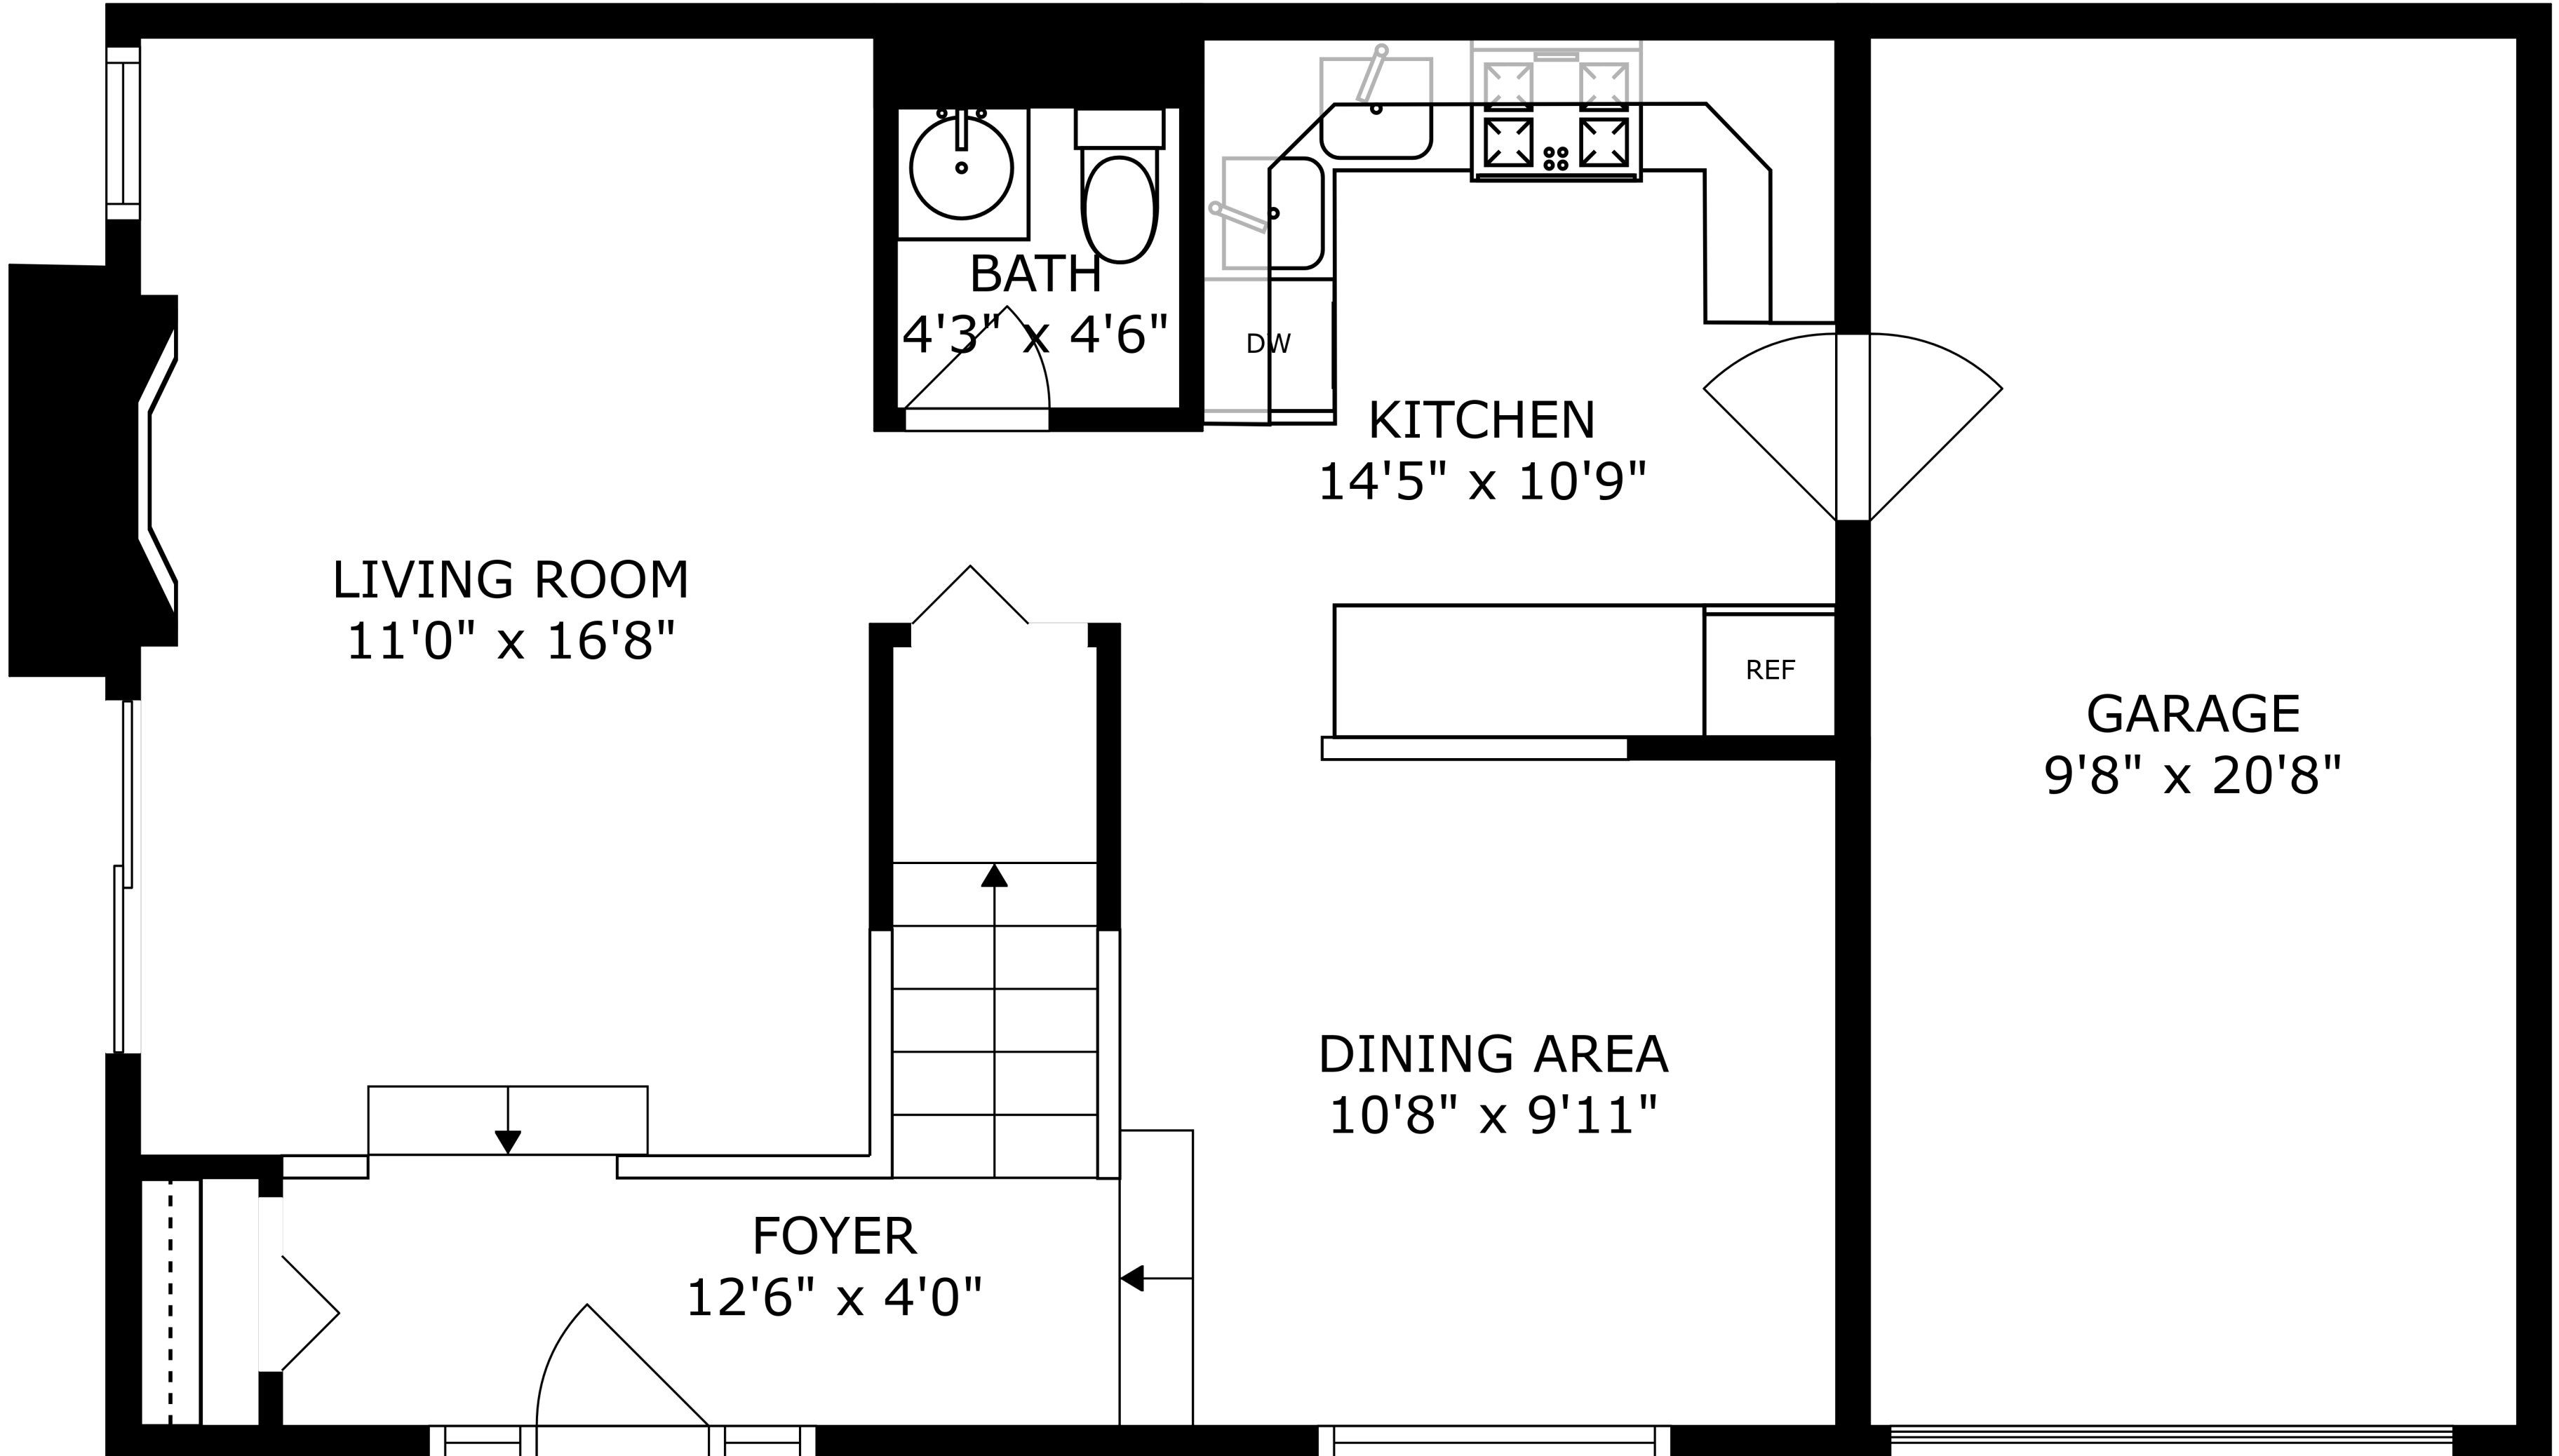 BATH
4'3" x 4'6"
DW
KITCHEN
14'5" x 10'9"
LIVING ROOM
11'0" x 16'8"
REF
GARAGE
9'8" x 20'8"
DINING AREA
10'8" x 9'11"
FOYER
12'6" x 4'0"